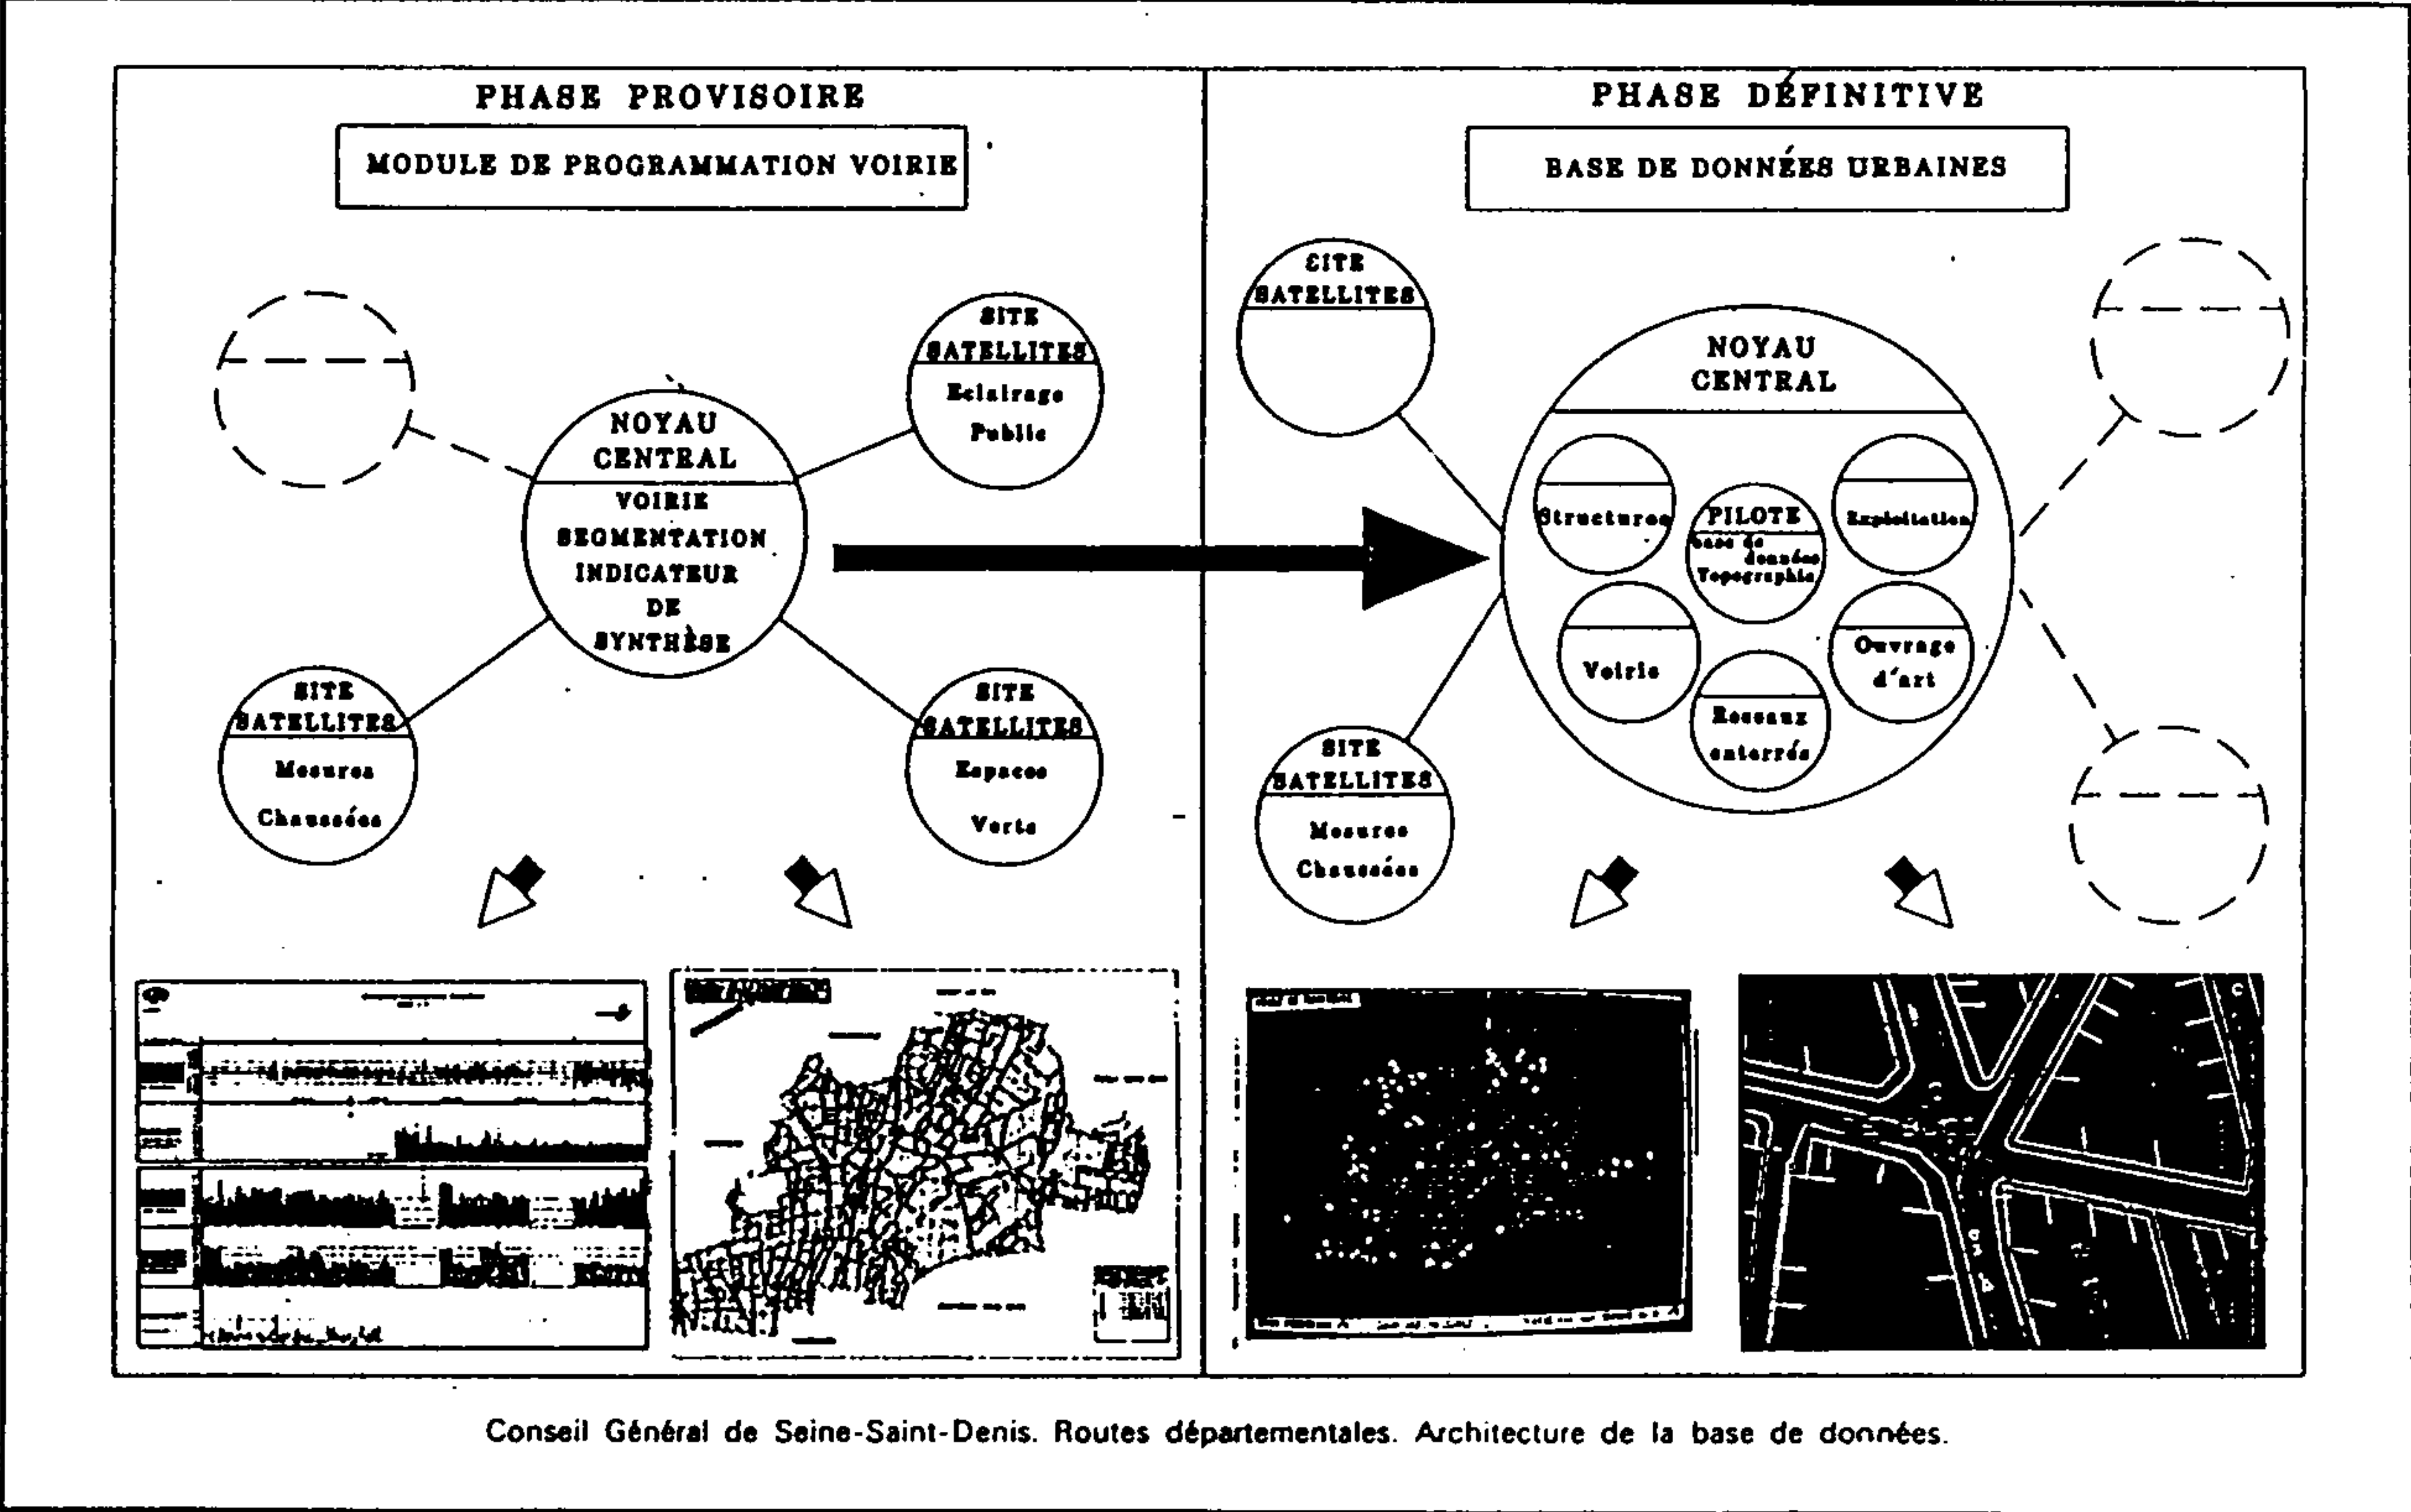 PHASE PROVISOIRE
MODULE DE PROGRAMMATION VOIRIE
SITE
SATELLITES
Eclairage
Public
NOYAU
CENTRAL
VOIRIE
SEGMENTATION
INDICATEUR
DE
SYNTHÈSE
SITE
SATELLITES
Mesures
Chaussées
SITE
SATELLITES
Espaces
Verts
PHASE DÉFINITIVE
BASE DE DONNÉES URBAINES
SITE
SATELLITES
NOYAU
CENTRAL
Structures
PILOTE
base de
données
Topographie
Exploitation
Voirie
Ouvrage
d'art
Reseaux
enterrés
SITE
SATELLITES
Mesures
Chaussées
Conseil Général de Seine-Saint-Denis. Routes départementales. Architecture de la base de données.